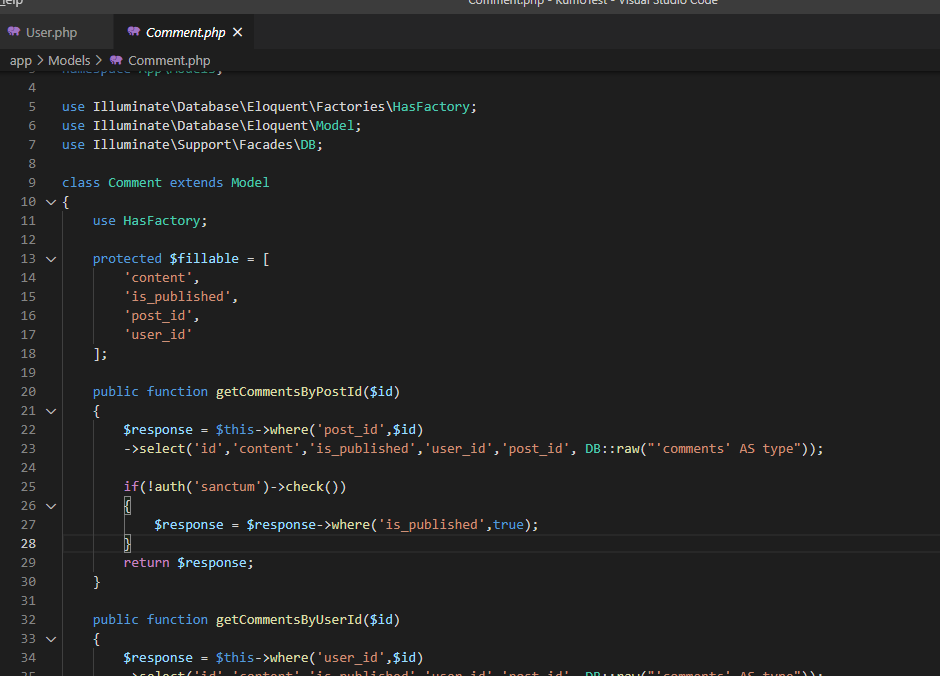 Help
Comment.php - KumoTest - Visual Studio Code
User.php
Comment.php
app > Models > Comment.php
3 namespace App\Models;
4
5 use Illuminate\Database\Eloquent\Factories\HasFactory;
6 use Illuminate\Database\Eloquent\Model;
7 use Illuminate\Support\Facades\DB;
8
9 class Comment extends Model
10 {
11 use HasFactory;
12
13 protected $fillable = [
14 'content',
15 'is_published',
16 'post_id',
17 'user_id'
18 ];
19
20 public function getCommentsByPostId($id)
21 {
22 $response = $this->where('post_id',$id)
23 ->select('id','content','is_published','user_id','post_id', DB::raw("'comments' AS type"));
24
25 if(!auth('sanctum')->check())
26 {
27 $response = $response->where('is_published',true);
28 }
29 return $response;
30 }
31
32 public function getCommentsByUserId($id)
33 {
34 $response = $this->where('user_id',$id)
35 ->select('id','content','is_published','user_id','post_id', DB::raw("'comments' AS type"));